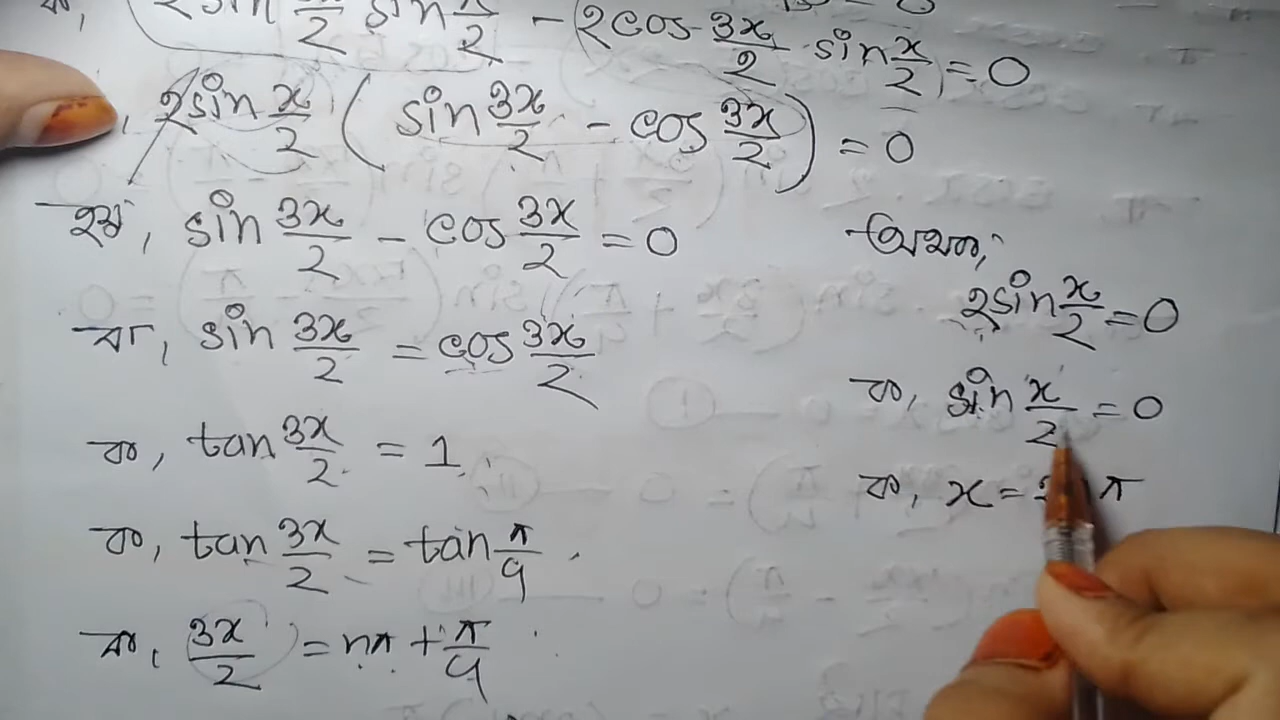 বা, 2sin 3x/2 sin x/2 - 2cos 3x/2 . sin x/2 = 0
, 2sin x/2 ( sin 3x/2 - cos 3x/2 ) = 0
হয়, sin 3x/2 - cos 3x/2 = 0
বা, sin 3x/2 = cos 3x/2
বা, tan 3x/2 = 1
বা, tan 3x/2 = tan π/4
বা, 3x/2 = nπ + π/4
অথবা,
2sin x/2 = 0
বা, sin x/2 = 0
বা, x = 2 π